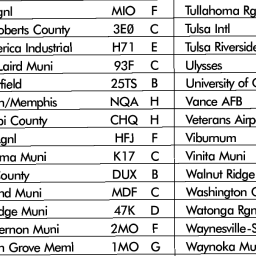 gnl MIO F Tullahoma Rg
oberts County 3E0 C Tulsa Intl
erica Industrial H71 E Tulsa Riverside
Laird Muni 93F C Ulysses
field 25TS B University of
n/Memphis NQA H Vance AFB
oi County CHQ H Veterans Airp
gnl HFJ F Viburnum
ma Muni K17 C Vinita Muni
ounty DUX B Walnut Ridge
nd Muni MDF C Washington
dge Muni 47K D Watonga Rgn
ernon Muni 2MO F Waynesville-S
n Grove Meml 1MO G Waynoka Mu